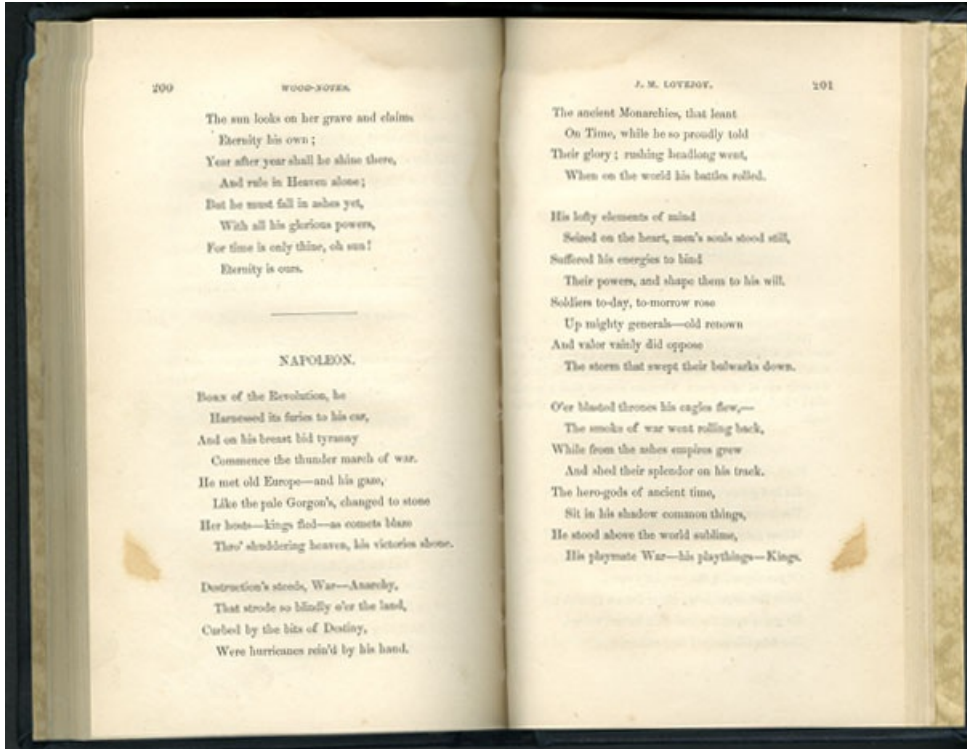 200
WOOD-NOTES.
The sun looks on her grave and claims
Eternity his own;
Year after year shall he shine there,
And rule in Heaven alone;
But he must fall in ashes yet,
With all his glorious powers,
For time is only thine, oh sun!
Eternity is ours.
NAPOLEON.
BORN of the Revolution, he
Harnessed its furies to his car,
And on his breast bid tyranny
Commence the thunder march of war.
He met old Europe—and his gaze,
Like the pale Gorgon's, changed to stone
Her hosts—kings fled—as comets blaze
Thro' shuddering heaven, his victories shone.
Destruction's steeds, War—Anarchy,
That strode so blindly o'er the land,
Curbed by the bits of Destiny,
Were hurricanes rein'd by his hand.
J. M. LOVEJOY.
201
The ancient Monarchies, that leant
On Time, while he so proudly told
Their glory; rushing headlong went,
When on the world his battles rolled.
His lofty elements of mind
Seized on the heart, men's souls stood still,
Suffered his energies to bind
Their powers, and shape them to his will.
Soldiers to-day, to-morrow rose
Up mighty generals—old renown
And valor vainly did oppose
The storm that swept their bulwarks down.
O'er blasted thrones his eagles flew,—
The smoke of war went rolling back,
While from the ashes empires grew
And shed their splendor on his track.
The hero-gods of ancient time,
Sit in his shadow common things,
He stood above the world sublime,
His playmate War—his playthings—Kings.